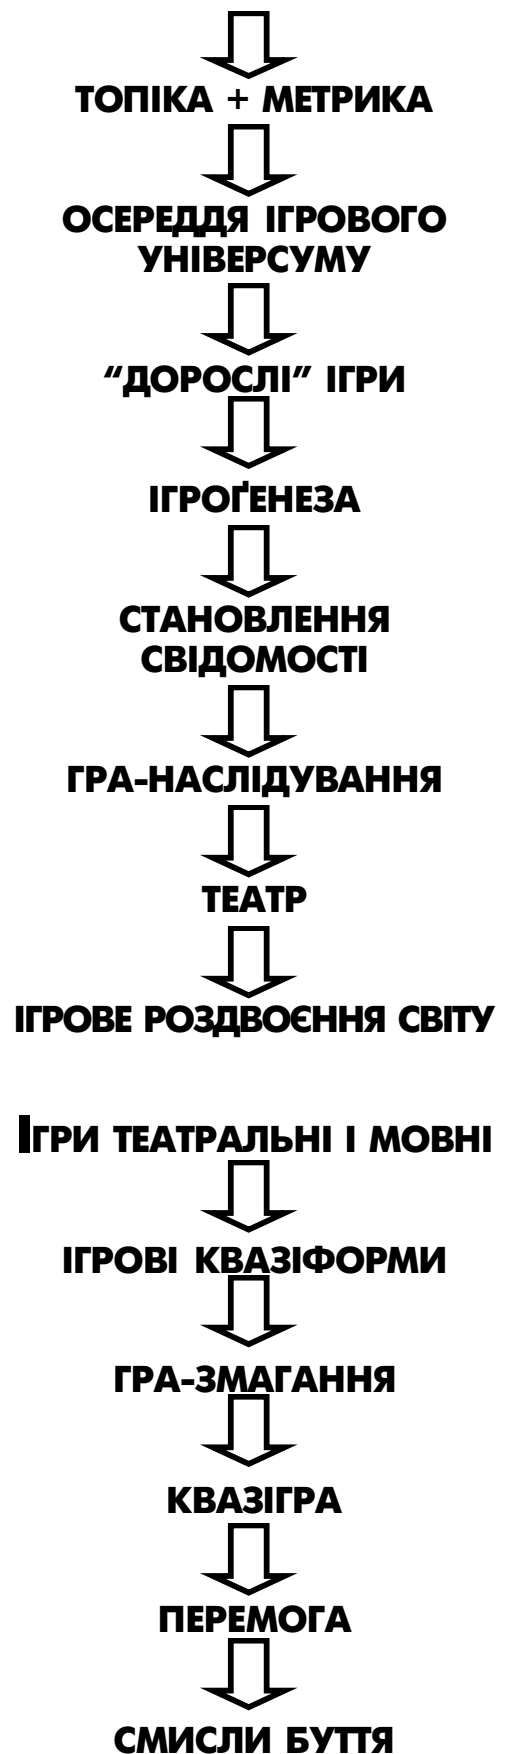 ТОПІКА + МЕТРИКА
ОСЕРЕДДЯ ІГРОВОГО
УНІВЕРСУМУ
“ДОРОСЛІ” ІГРИ
ІГРОҐЕНЕЗА
СТАНОВЛЕННЯ
СВІДОМОСТІ
ГРА-НАСЛІДУВАННЯ
ТЕАТР
ІГРОВЕ РОЗДВОЄННЯ СВІТУ
ІГРИ ТЕАТРАЛЬНІ І МОВНІ
ІГРОВІ КВАЗІФОРМИ
ГРА-ЗМАГАННЯ
КВАЗІГРА
ПЕРЕМОГА
СМИСЛИ БУТТЯ